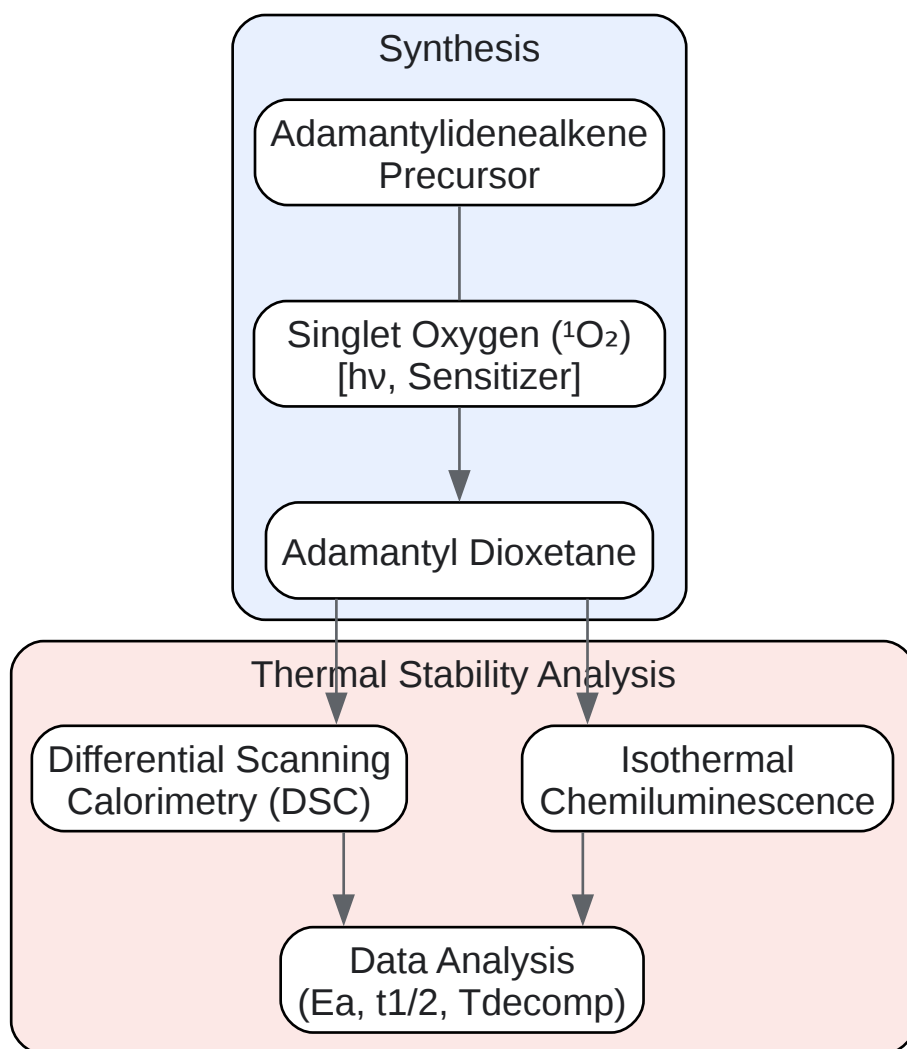 Synthesis
Adamantylidenealkene
Precursor
Singlet Oxygen (¹O₂)
[hν, Sensitizer]
Adamantyl Dioxetane
Thermal Stability Analysis
Differential Scanning
Calorimetry (DSC)
Isothermal
Chemiluminescence
Data Analysis
(Ea, t1/2, Tdecomp)